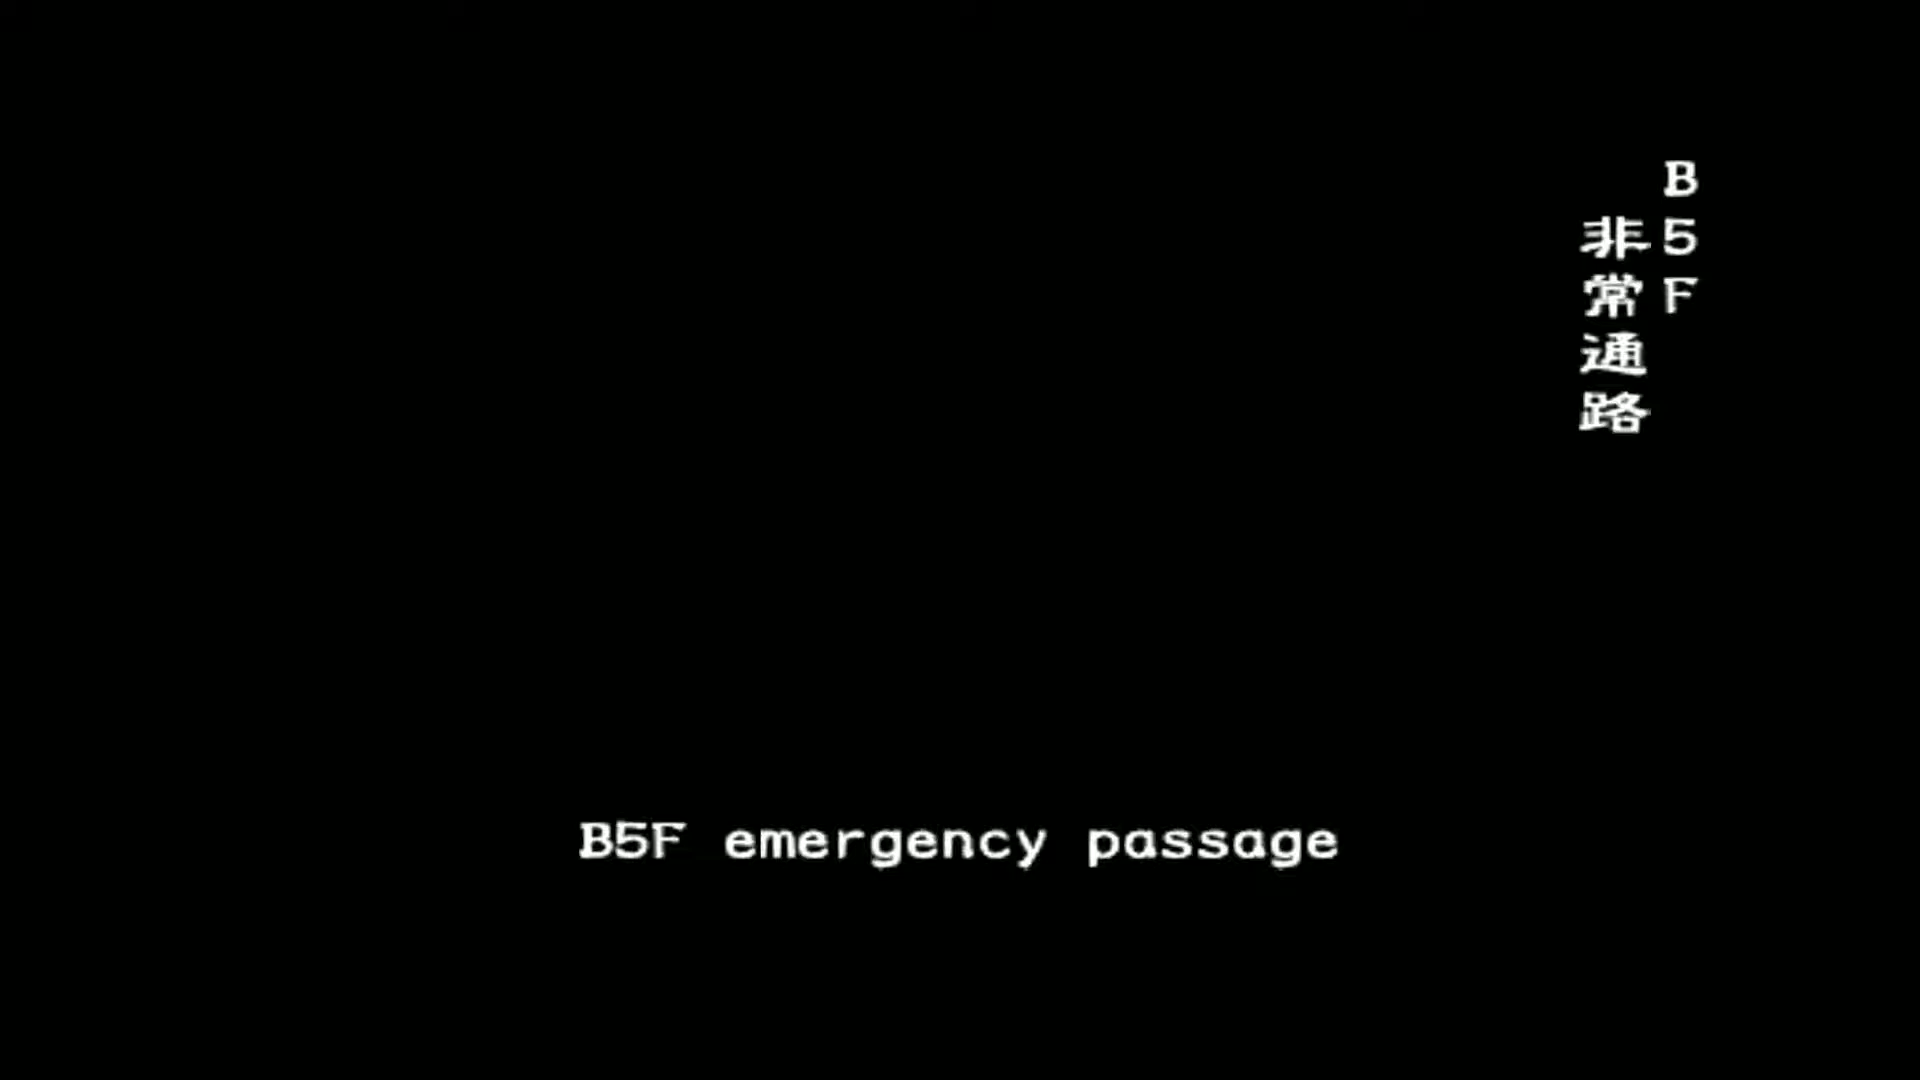 B5F
非常通路
B5F emergency passage